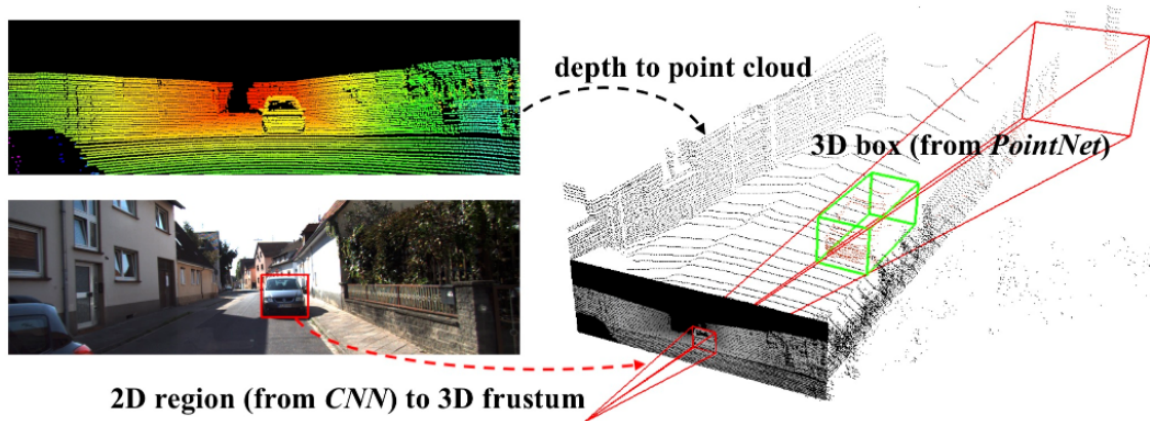 depth to point cloud
3D box (from PointNet)
2D region (from CNN) to 3D frustum